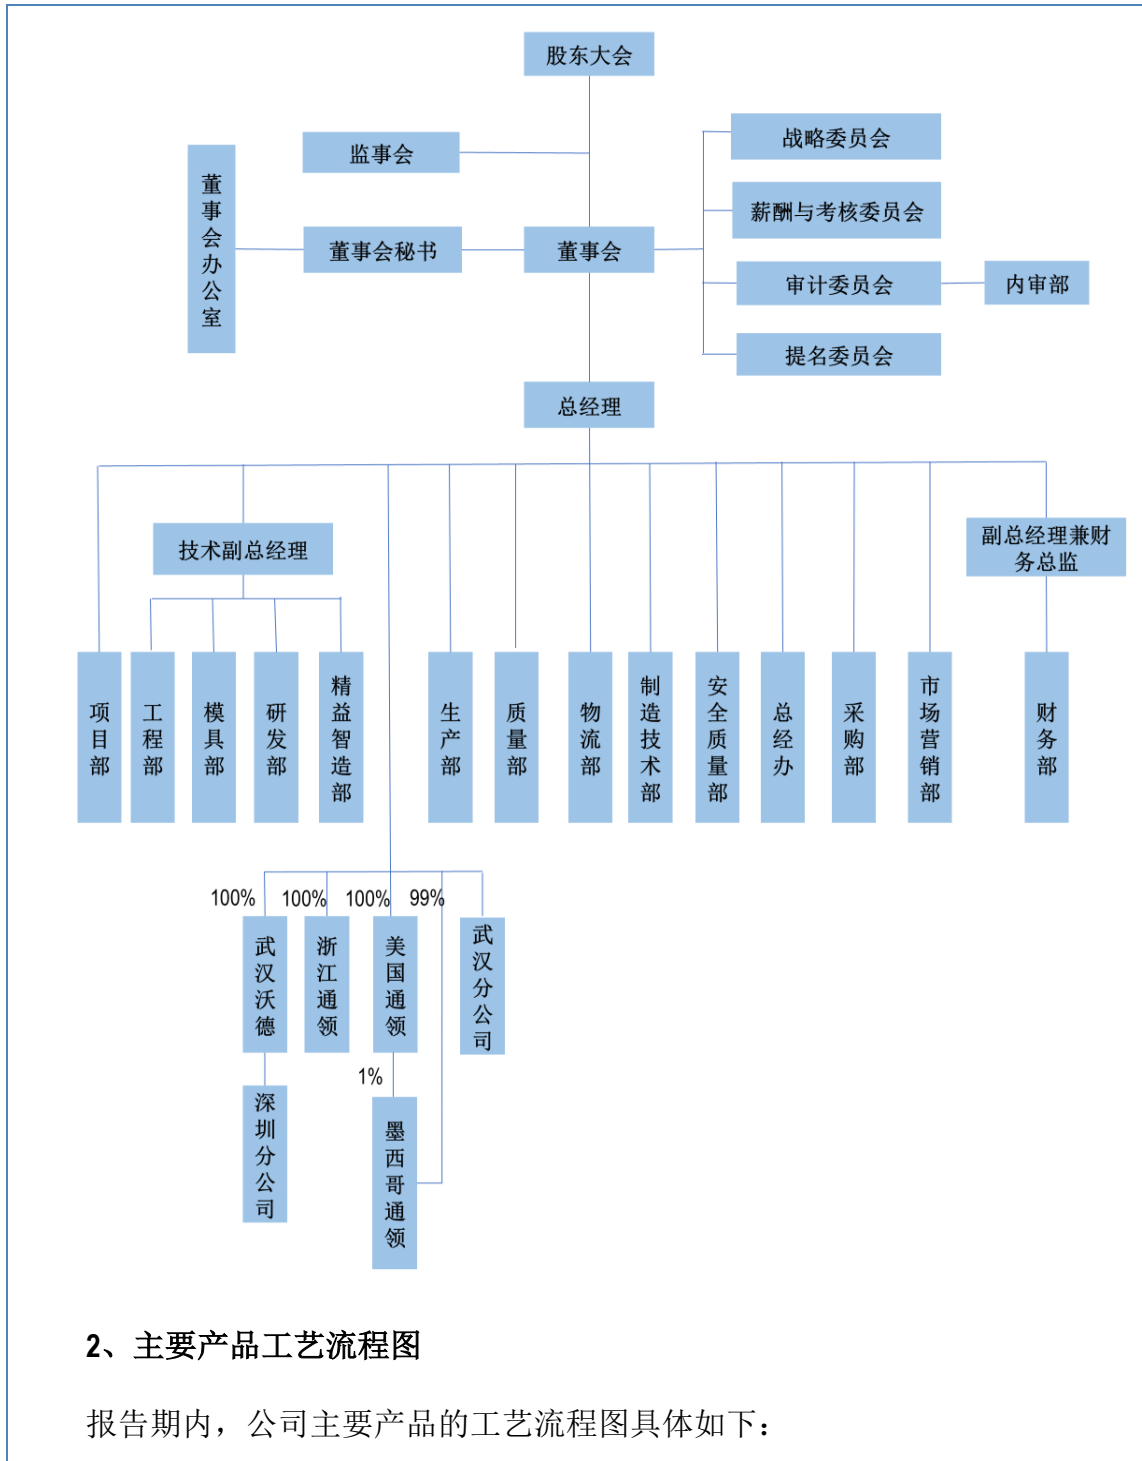 股东大会
监事会
战略委员会
董事会办公室
薪酬与考核委员会
董事会秘书
董事会
审计委员会
内审部
提名委员会
总经理
技术副总经理
副总经理兼财
务总监
项目部
工程部
模具部
研发部
精益智造部
生产部
质量部
物流部
制造技术部
安全质量部
总经办
采购部
市场营销部
财务部
100%
100%
100%
99%
武汉沃德
浙江通领
美国通领
武汉分公司
1%
深圳分公司
墨西哥通领
2、主要产品工艺流程图
报告期内，公司主要产品的工艺流程图具体如下：